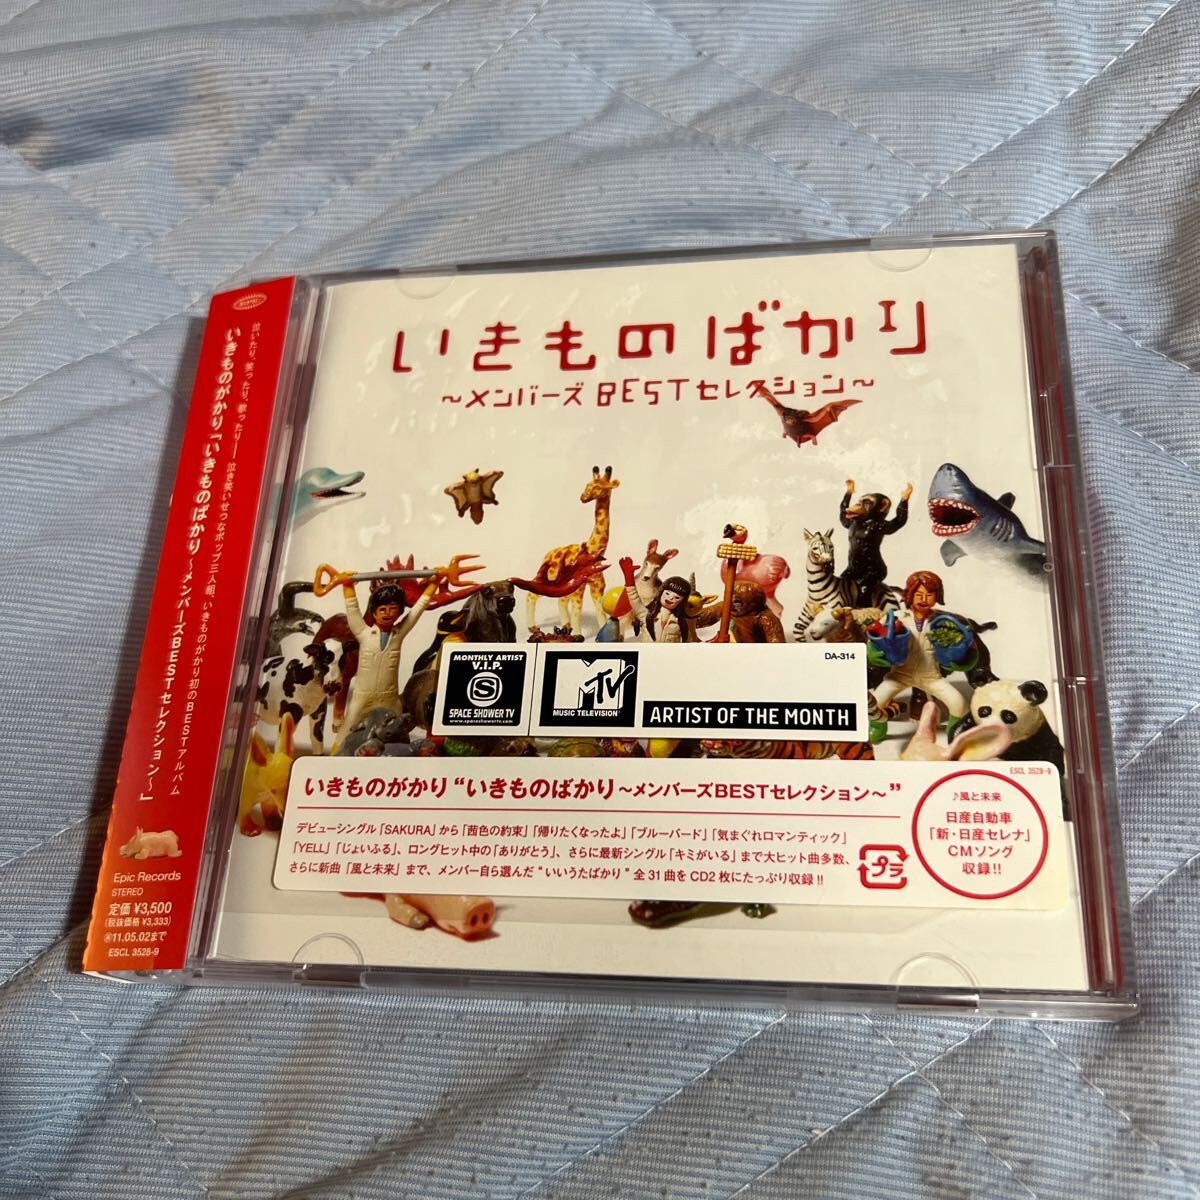 いきものばかり
～メンバーズBESTセレクション～
泣いたり、笑ったり、歌ったり――泣き笑いせつなポップ三人組、いきものがかり初のBESTアルバム
いきものがかり「いきものばかり～メンバーズBESTセレクション～」
Epic Records
STEREO
定価 ¥3,500
(税抜価格 ¥3,333)
11.05.02まで
ESCL 3528-9
MONTHLY ARTIST
V.I.P.
S
SPACE SHOWER TV
www.spaceshowertv.com
MTV
MUSIC TELEVISION®
DA-314
ARTIST OF THE MONTH
ESCL 3528-9
いきものがかり “いきものばかり～メンバーズBESTセレクション～”
デビューシングル「SAKURA」から「茜色の約束」「帰りたくなったよ」「ブルーバード」「気まぐれロマンティック」
「YELL」「じょいふる」、ロングヒット中の「ありがとう」、さらに最新シングル「キミがいる」まで大ヒット曲多数、
さらに新曲「風と未来」まで、メンバー自ら選んだ“いいうたばかり”全31曲をCD2枚にたっぷり収録!!
プラ
♪風と未来
日産自動車
「新・日産セレナ」
CMソング
収録!!